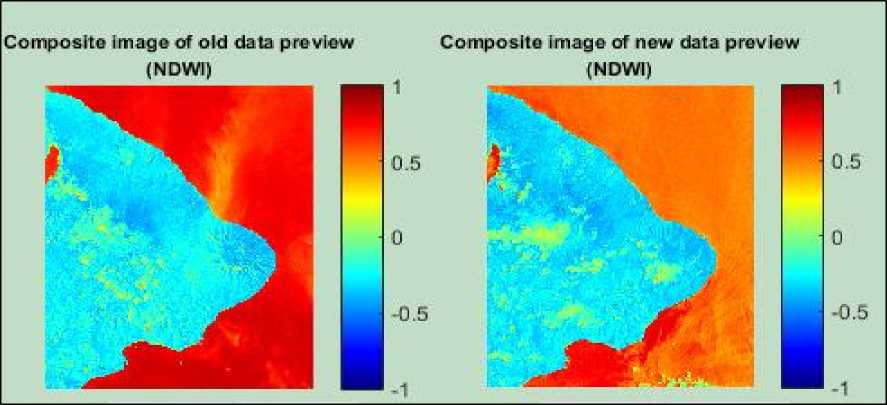 Composite image of old data preview
(NDWI)
1
0.5
0
-0.5
-1
Composite image of new data preview
(NDWI)
1
0.5
0
-0.5
-1